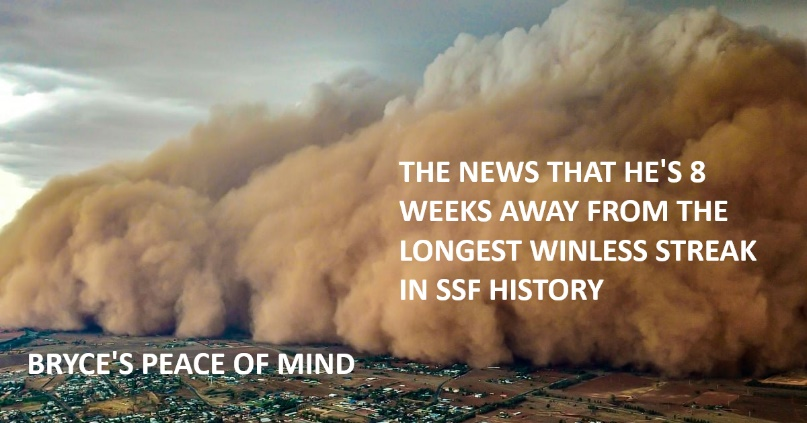 THE NEWS THAT HE'S 8
WEEKS AWAY FROM THE
LONGEST WINLESS STREAK
IN SSF HISTORY
BRYCE'S PEACE OF MIND